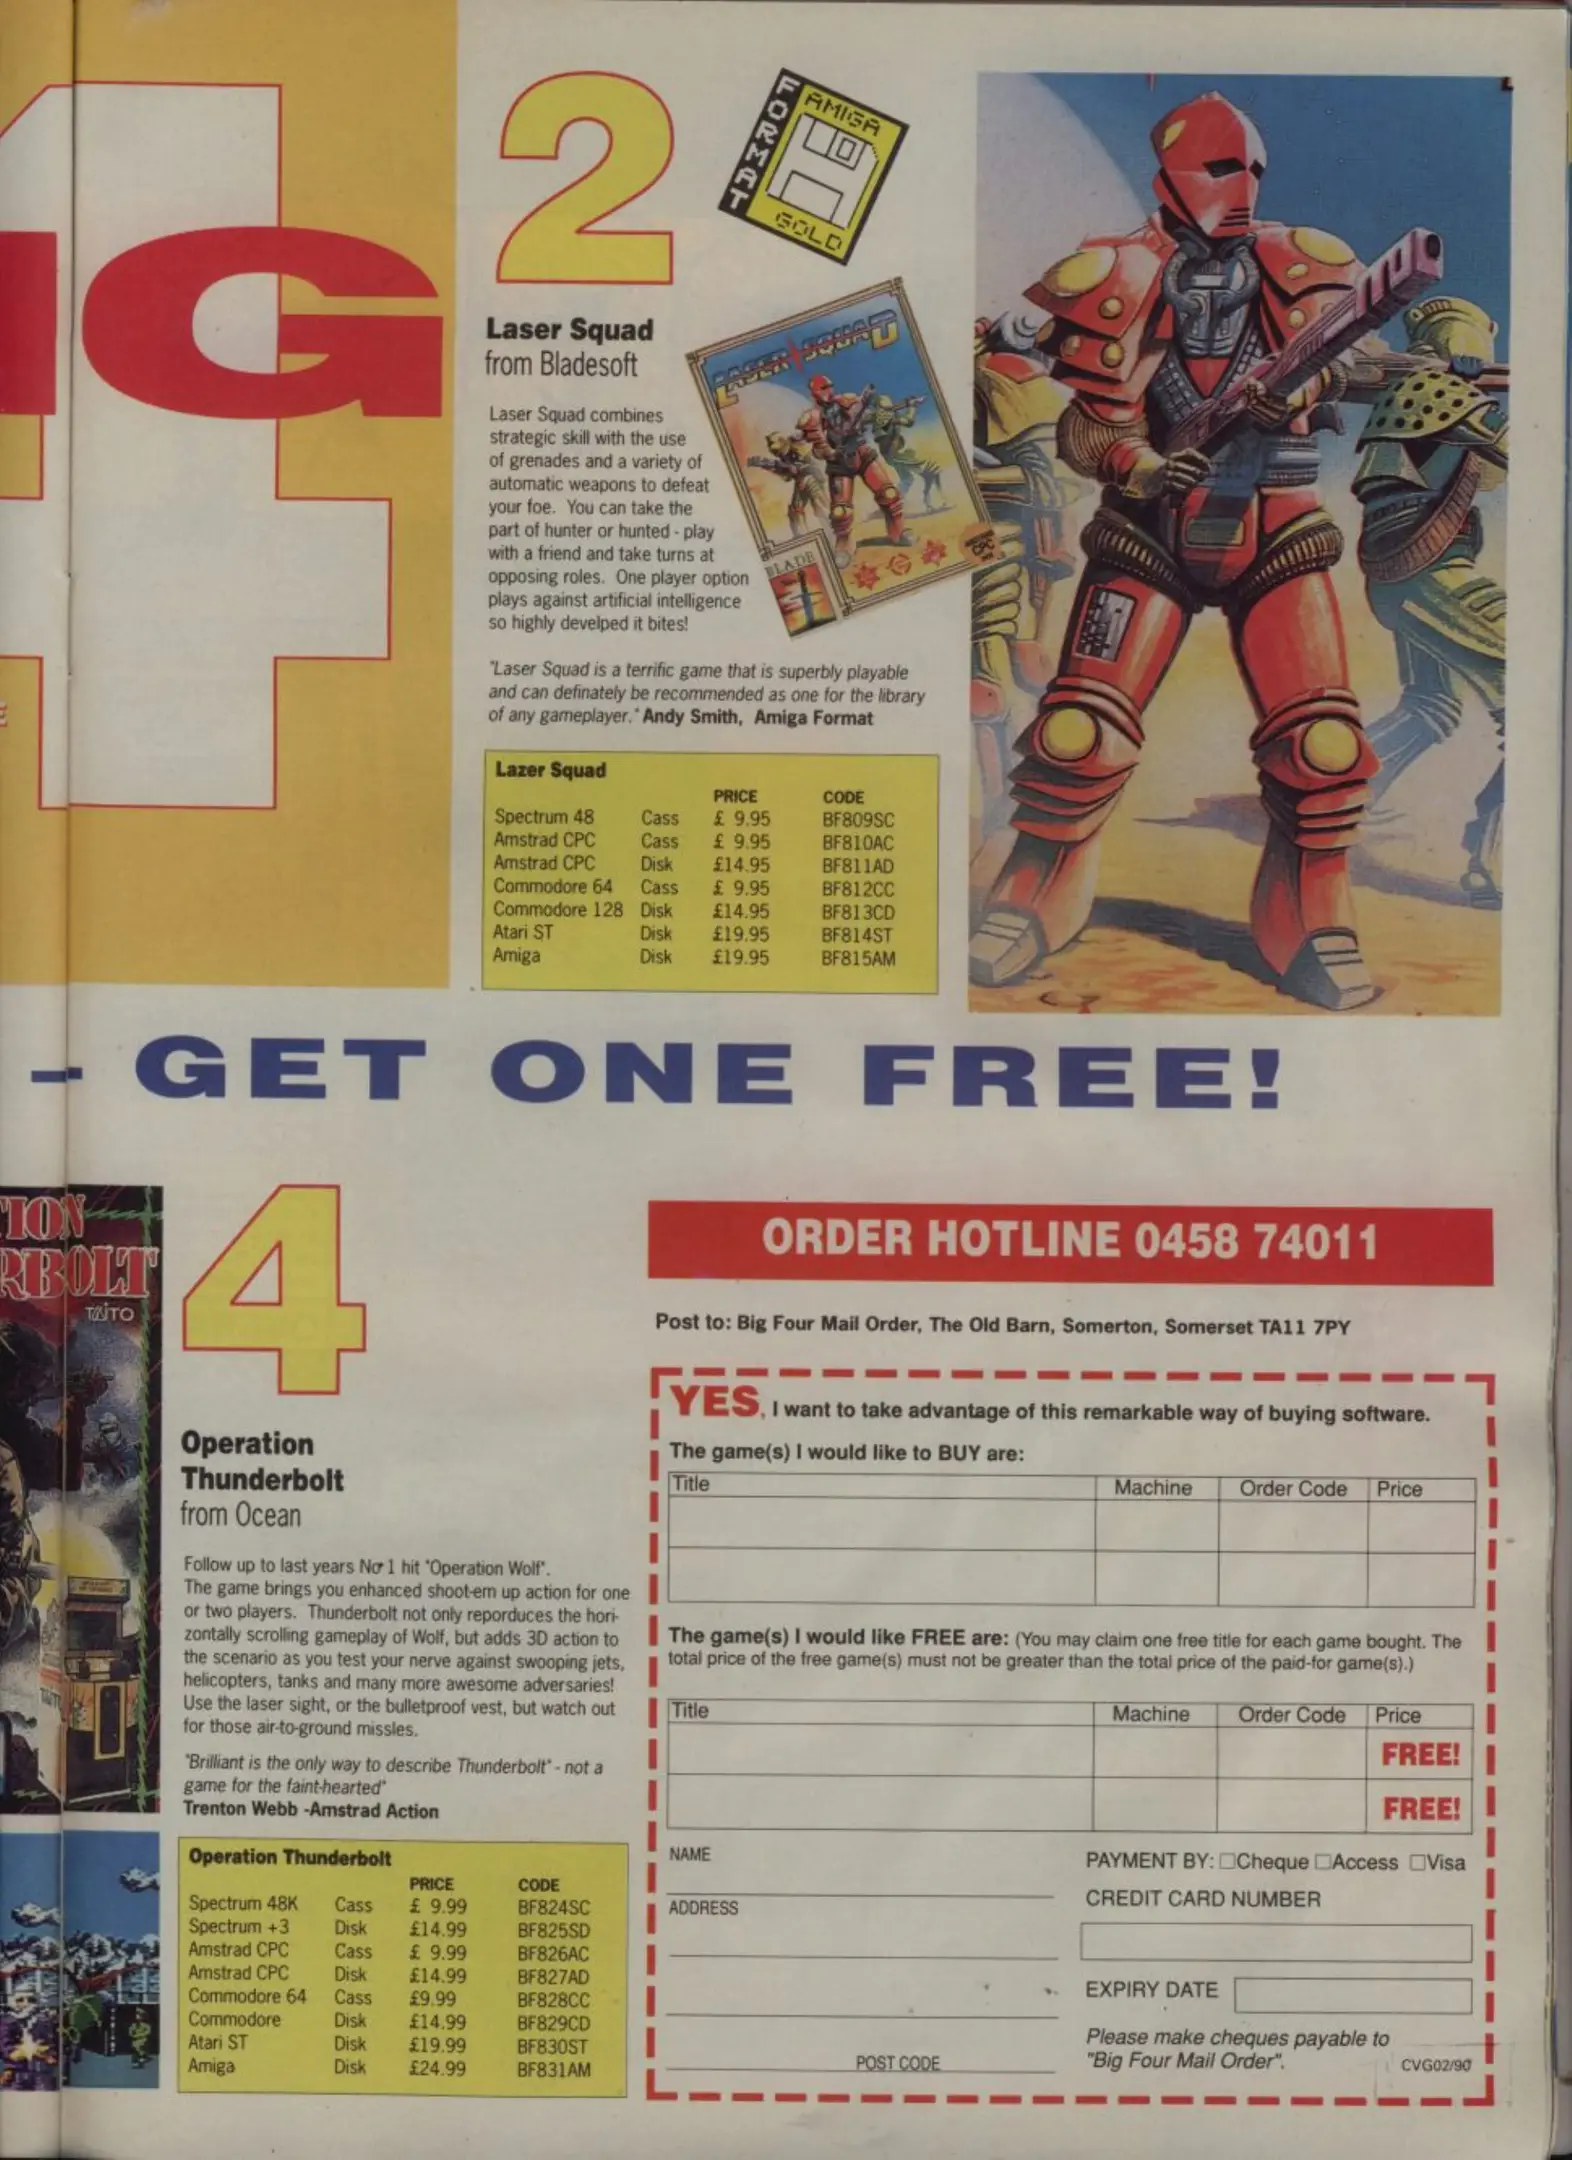 G
E
2
FORMAT
AMIGA
GOLD
Laser Squad
from Bladesoft
LASER SQUAD
BLADE
Laser Squad combines
strategic skill with the use
of grenades and a variety of
automatic weapons to defeat
your foe. You can take the
part of hunter or hunted - play
with a friend and take turns at
opposing roles. One player option
plays against artificial intelligence
so highly develped it bites!
"Laser Squad is a terrific game that is superbly playable
and can definately be recommended as one for the library
of any gameplayer." Andy Smith, Amiga Format
Lazer Squad
PRICE CODE
Spectrum 48 Cass £ 9.95 BF809SC
Amstrad CPC Cass £ 9.95 BF810AC
Amstrad CPC Disk £14.95 BF811AD
Commodore 64 Cass £ 9.95 BF812CC
Commodore 128 Disk £14.95 BF813CD
Atari ST Disk £19.95 BF814ST
Amiga Disk £19.95 BF815AM
- GET ONE FREE!
TION
RBOLT
TAITO
4
Operation
Thunderbolt
from Ocean
Follow up to last years No 1 hit "Operation Wolf".
The game brings you enhanced shoot-em up action for one
or two players. Thunderbolt not only reporduces the hori-
zontally scrolling gameplay of Wolf, but adds 3D action to
the scenario as you test your nerve against swooping jets,
helicopters, tanks and many more awesome adversaries!
Use the laser sight, or the bulletproof vest, but watch out
for those air-to-ground missles.
"Brilliant is the only way to describe Thunderbolt" - not a
game for the faint-hearted"
Trenton Webb -Amstrad Action
Operation Thunderbolt
PRICE CODE
Spectrum 48K Cass £ 9.99 BF824SC
Spectrum +3 Disk £14.99 BF825SD
Amstrad CPC Cass £ 9.99 BF826AC
Amstrad CPC Disk £14.99 BF827AD
Commodore 64 Cass £9.99 BF828CC
Commodore Disk £14.99 BF829CD
Atari ST Disk £19.99 BF830ST
Amiga Disk £24.99 BF831AM
ORDER HOTLINE 0458 74011
Post to: Big Four Mail Order, The Old Barn, Somerton, Somerset TA11 7PY
YES, I want to take advantage of this remarkable way of buying software.
The game(s) I would like to BUY are:
Title Machine Order Code Price
The game(s) I would like FREE are: (You may claim one free title for each game bought. The
total price of the free game(s) must not be greater than the total price of the paid-for game(s).)
Title Machine Order Code Price
FREE!
FREE!
NAME
ADDRESS
POST CODE
PAYMENT BY: □Cheque □Access □Visa
CREDIT CARD NUMBER
EXPIRY DATE
Please make cheques payable to
"Big Four Mail Order".
CVG02/90